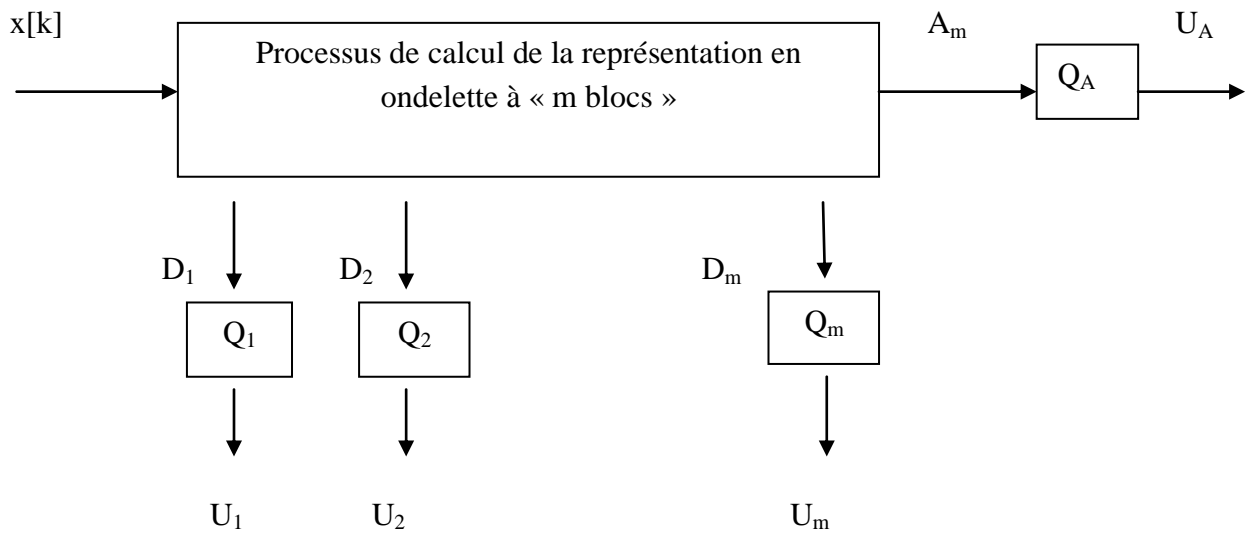 x[k]
Processus de calcul de la représentation en
ondelette à « m blocs »
A_m
U_A
Q_A
D_1
D_2
D_m
Q_1
Q_2
Q_m
U_1
U_2
U_m